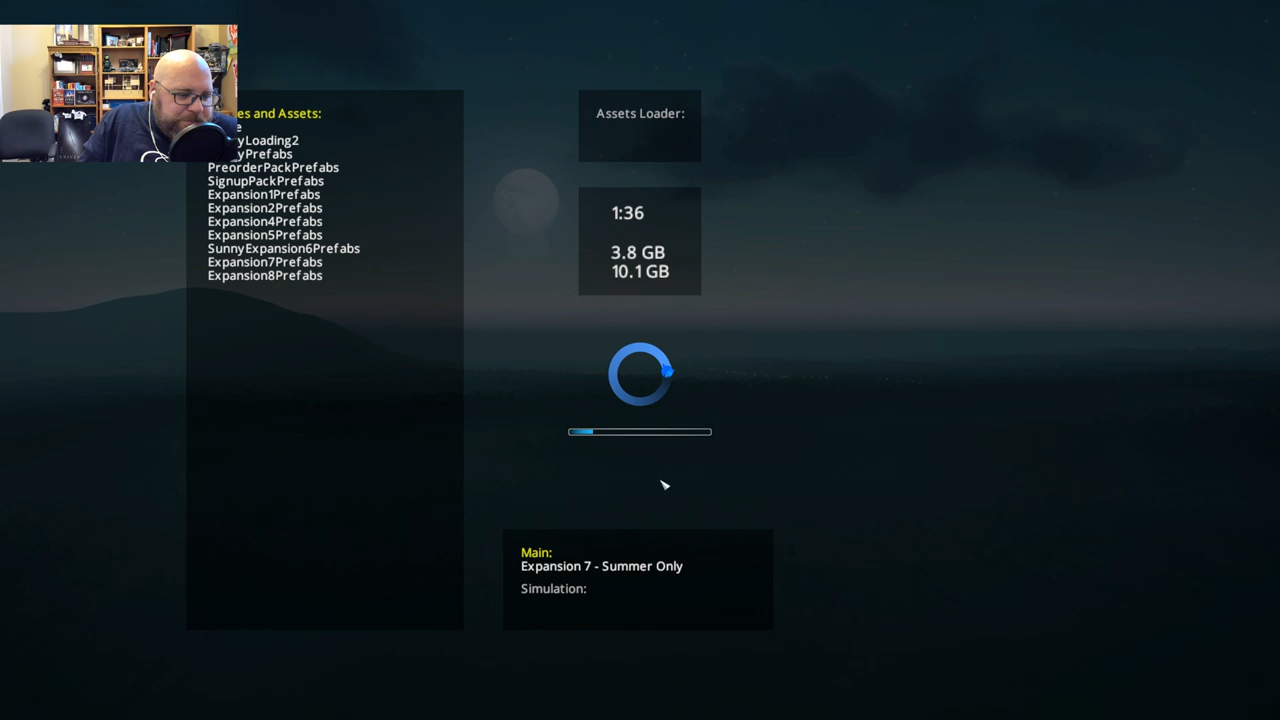 es and Assets:
e
yLoading2
yPrefabs
PreorderPackPrefabs
SignupPackPrefabs
Expansion1Prefabs
Expansion2Prefabs
Expansion4Prefabs
Expansion5Prefabs
SunnyExpansion6Prefabs
Expansion7Prefabs
Expansion8Prefabs
Assets Loader:
1:36
3.8 GB
10.1 GB
Main:
Expansion 7 - Summer Only
Simulation: